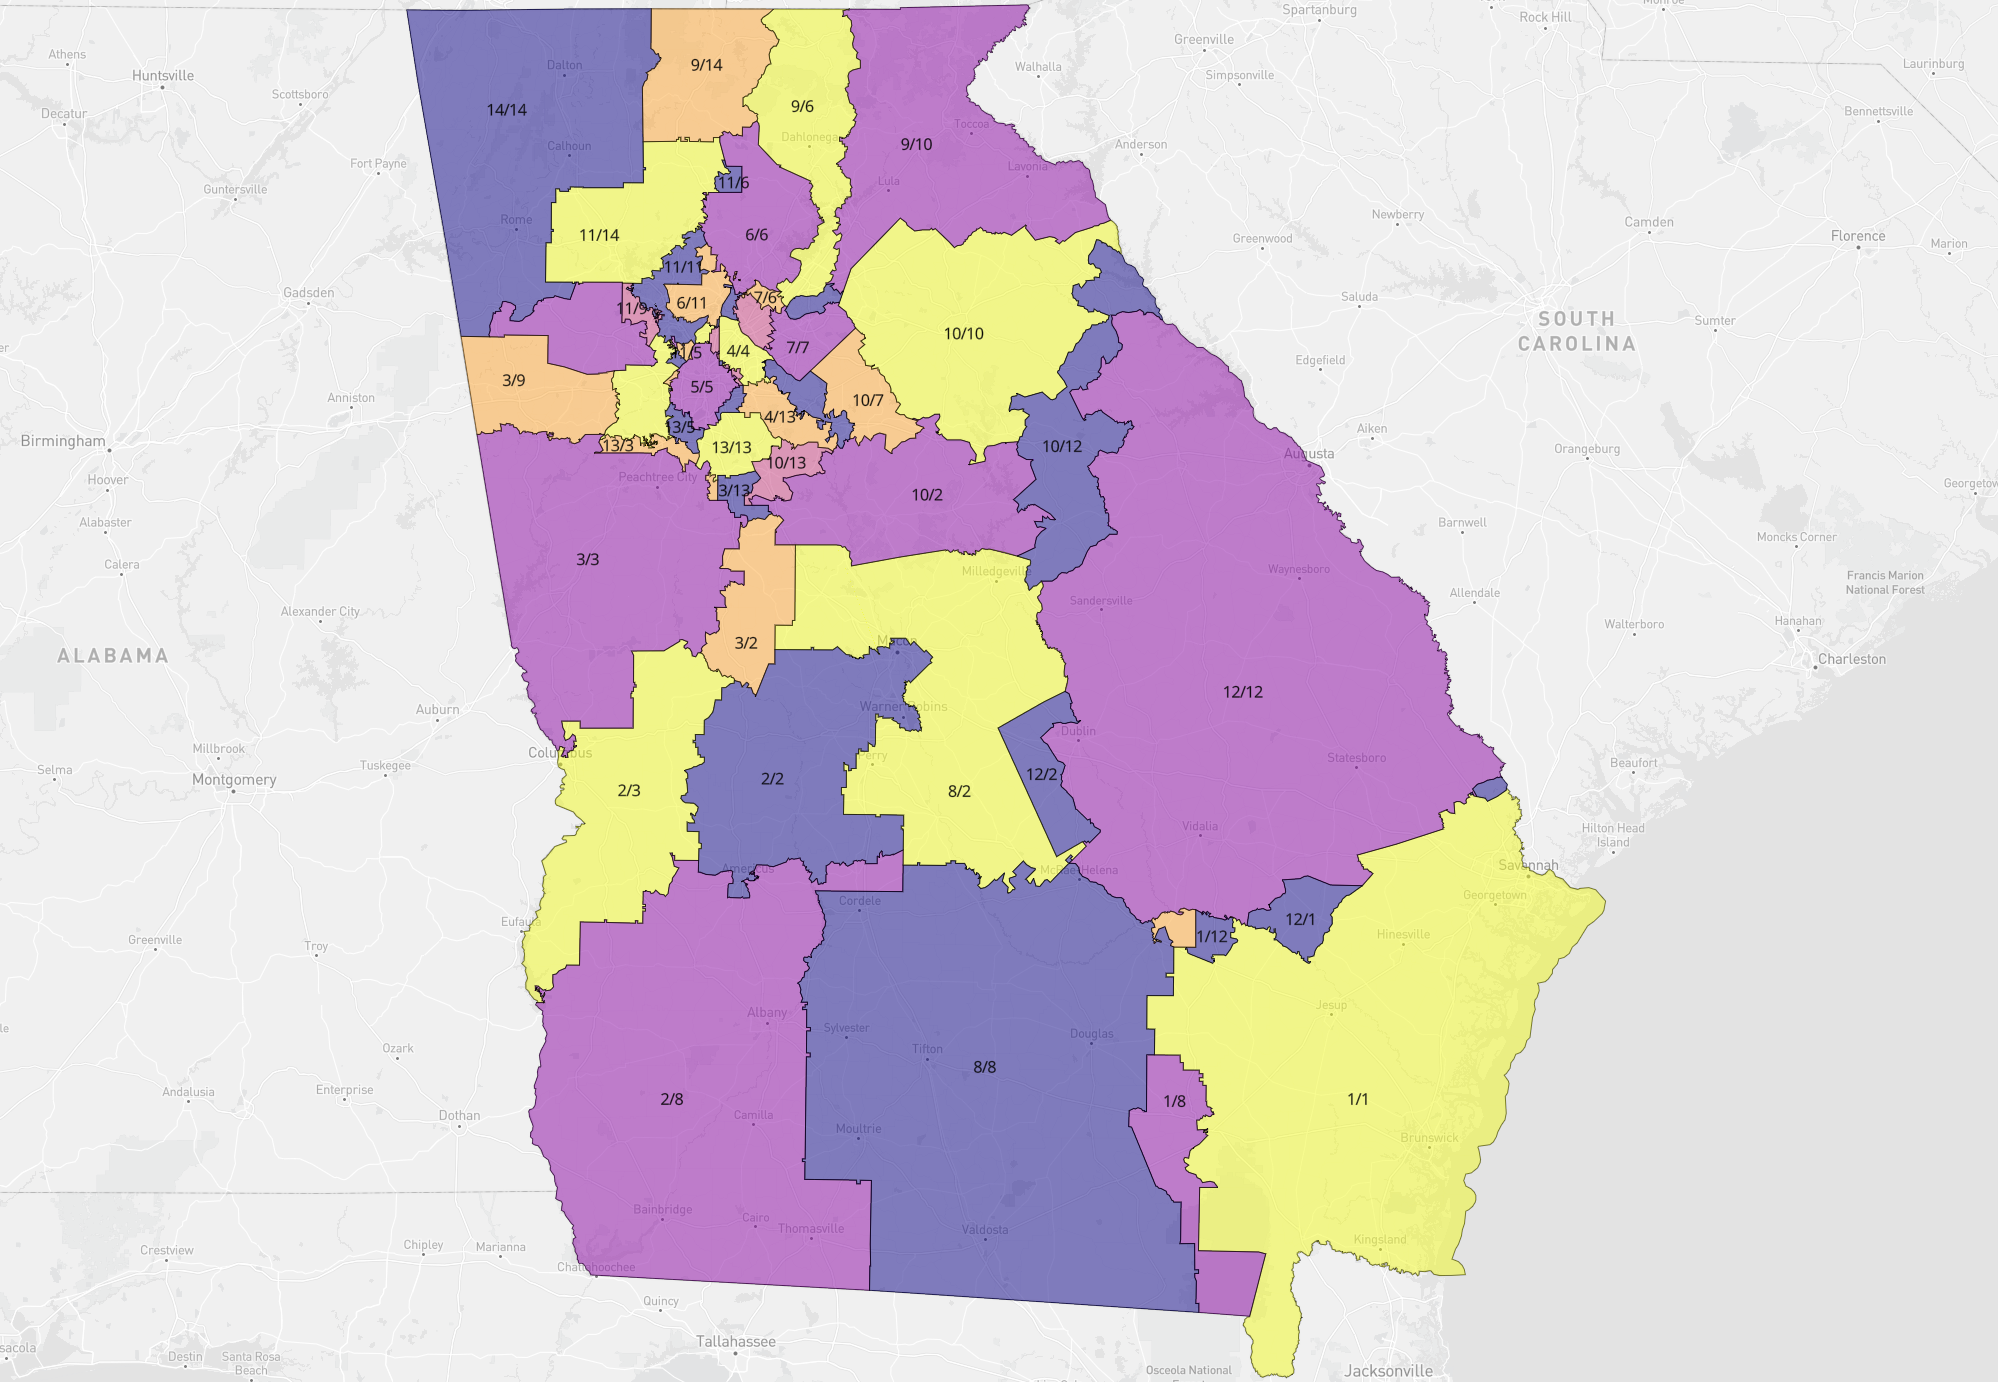 Monroe
Spartanburg
Rock Hill
Greenville
Athens
Walhalla
Laurinburg
Dalton
9/14
Huntsville
Simpsonville
Scottsboro
9/6
14/14
Decatur
Bennettsville
Toccoa
Dahlonega
Calhoun
Anderson
9/10
Fort Payne
Lavonia
11/6
Lula
Guntersville
Newberry
Rome
Camden
11/14
6/6
Greenwood
Florence
Marion
11/11
Gadsden
7/6
Saluda
6/11
11/9
SOUTH
CAROLINA
Sumter
10/10
7/7
4/4
Edgefield
3/9
5/5
Anniston
10/7
4/13
13/5
Aiken
Birmingham
13/3
13/13
10/12
Orangeburg
Augusta
10/13
Hoover
Peachtree City
3/13
10/2
Georgetow
Alabaster
Barnwell
Moncks Corner
3/3
Calera
Waynesboro
Milledgeville
Francis Marion
National Forest
Allendale
Sandersville
Alexander City
Hanahan
Walterboro
3/2
Macon
ALABAMA
Charleston
12/12
Auburn
Warner Robins
Dublin
Millbrook
Columbus
Perry
Statesboro
Tuskegee
Beaufort
Selma
Montgomery
12/2
2/2
2/3
8/2
Vidalia
Hilton Head
Island
Savannah
Americus
McRae-Helena
Georgetown
Cordele
Eufaula
12/1
Hinesville
1/12
Greenville
Troy
Jesup
Albany
Sylvester
Douglas
Ozark
Tifton
8/8
Enterprise
Andalusia
2/8
1/8
1/1
Dothan
Camilla
Moultrie
Brunswick
Bainbridge
Cairo
Thomasville
Valdosta
Kingsland
Chipley
Marianna
Crestview
Chattahoochee
Quincy
Tallahassee
sacola
Destin
Santa Rosa
Beach
Osceola National
Jacksonville